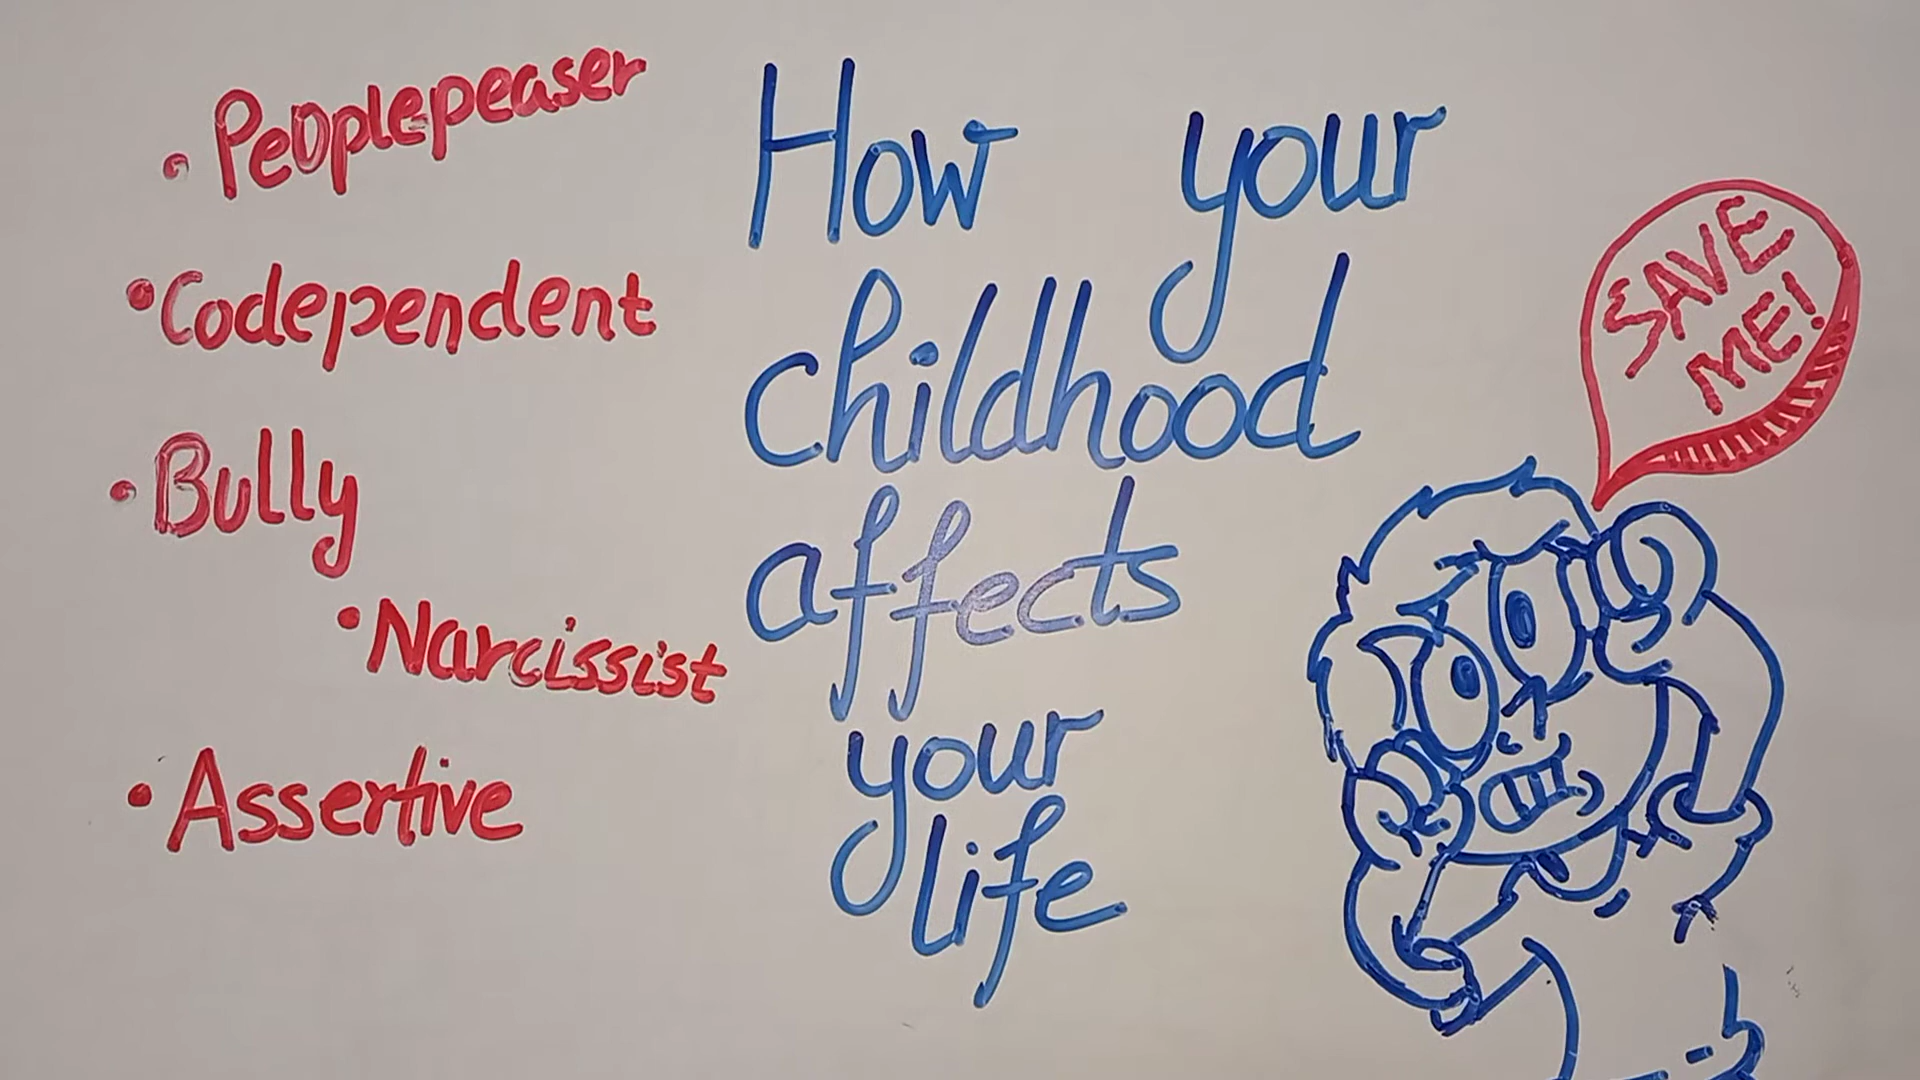 • Peoplepeaser
• Codependent
• Bully
• Narcissist
• Assertive
How your
childhood
affects
your
life
SAVE
ME!